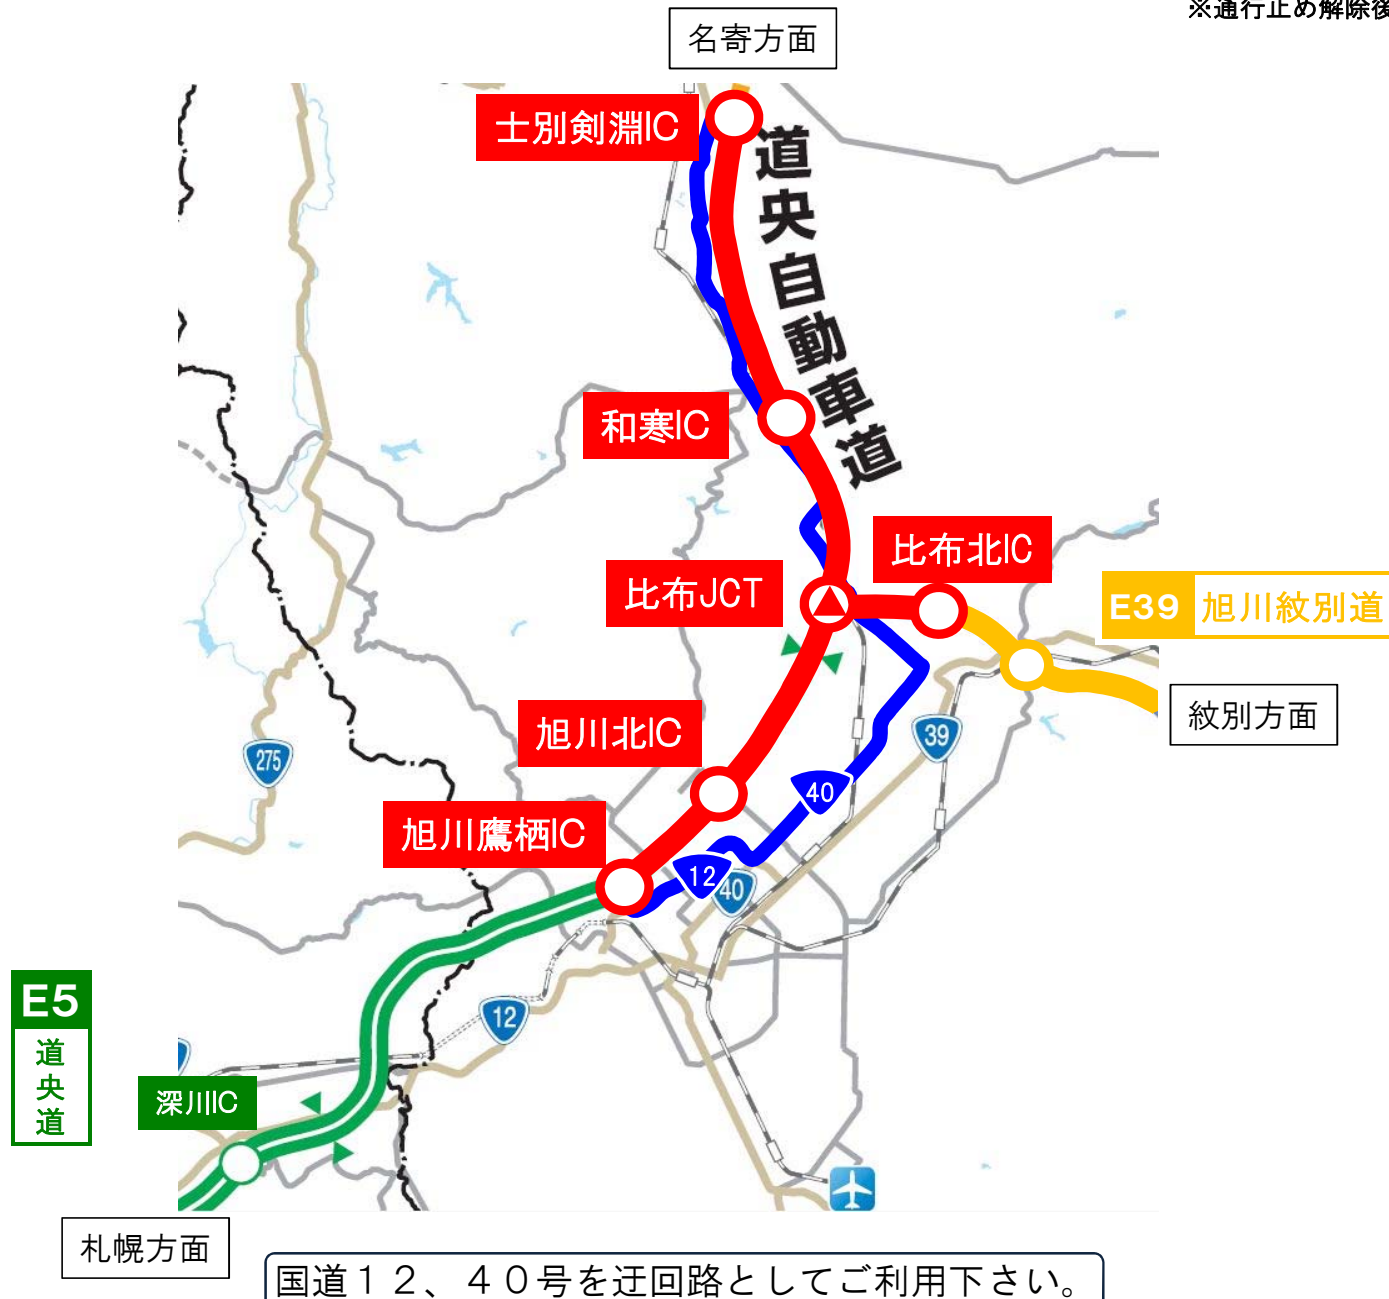 ※通行止め解除後
名寄方面
士別剣淵IC
道央自動車道
和寒IC
比布北IC
比布JCT
E39 旭川紋別道
紋別方面
旭川北IC
39
275
40
旭川鷹栖IC
12
40
E5
道央道
12
深川IC
札幌方面
国道１２、４０号を迂回路としてご利用下さい。